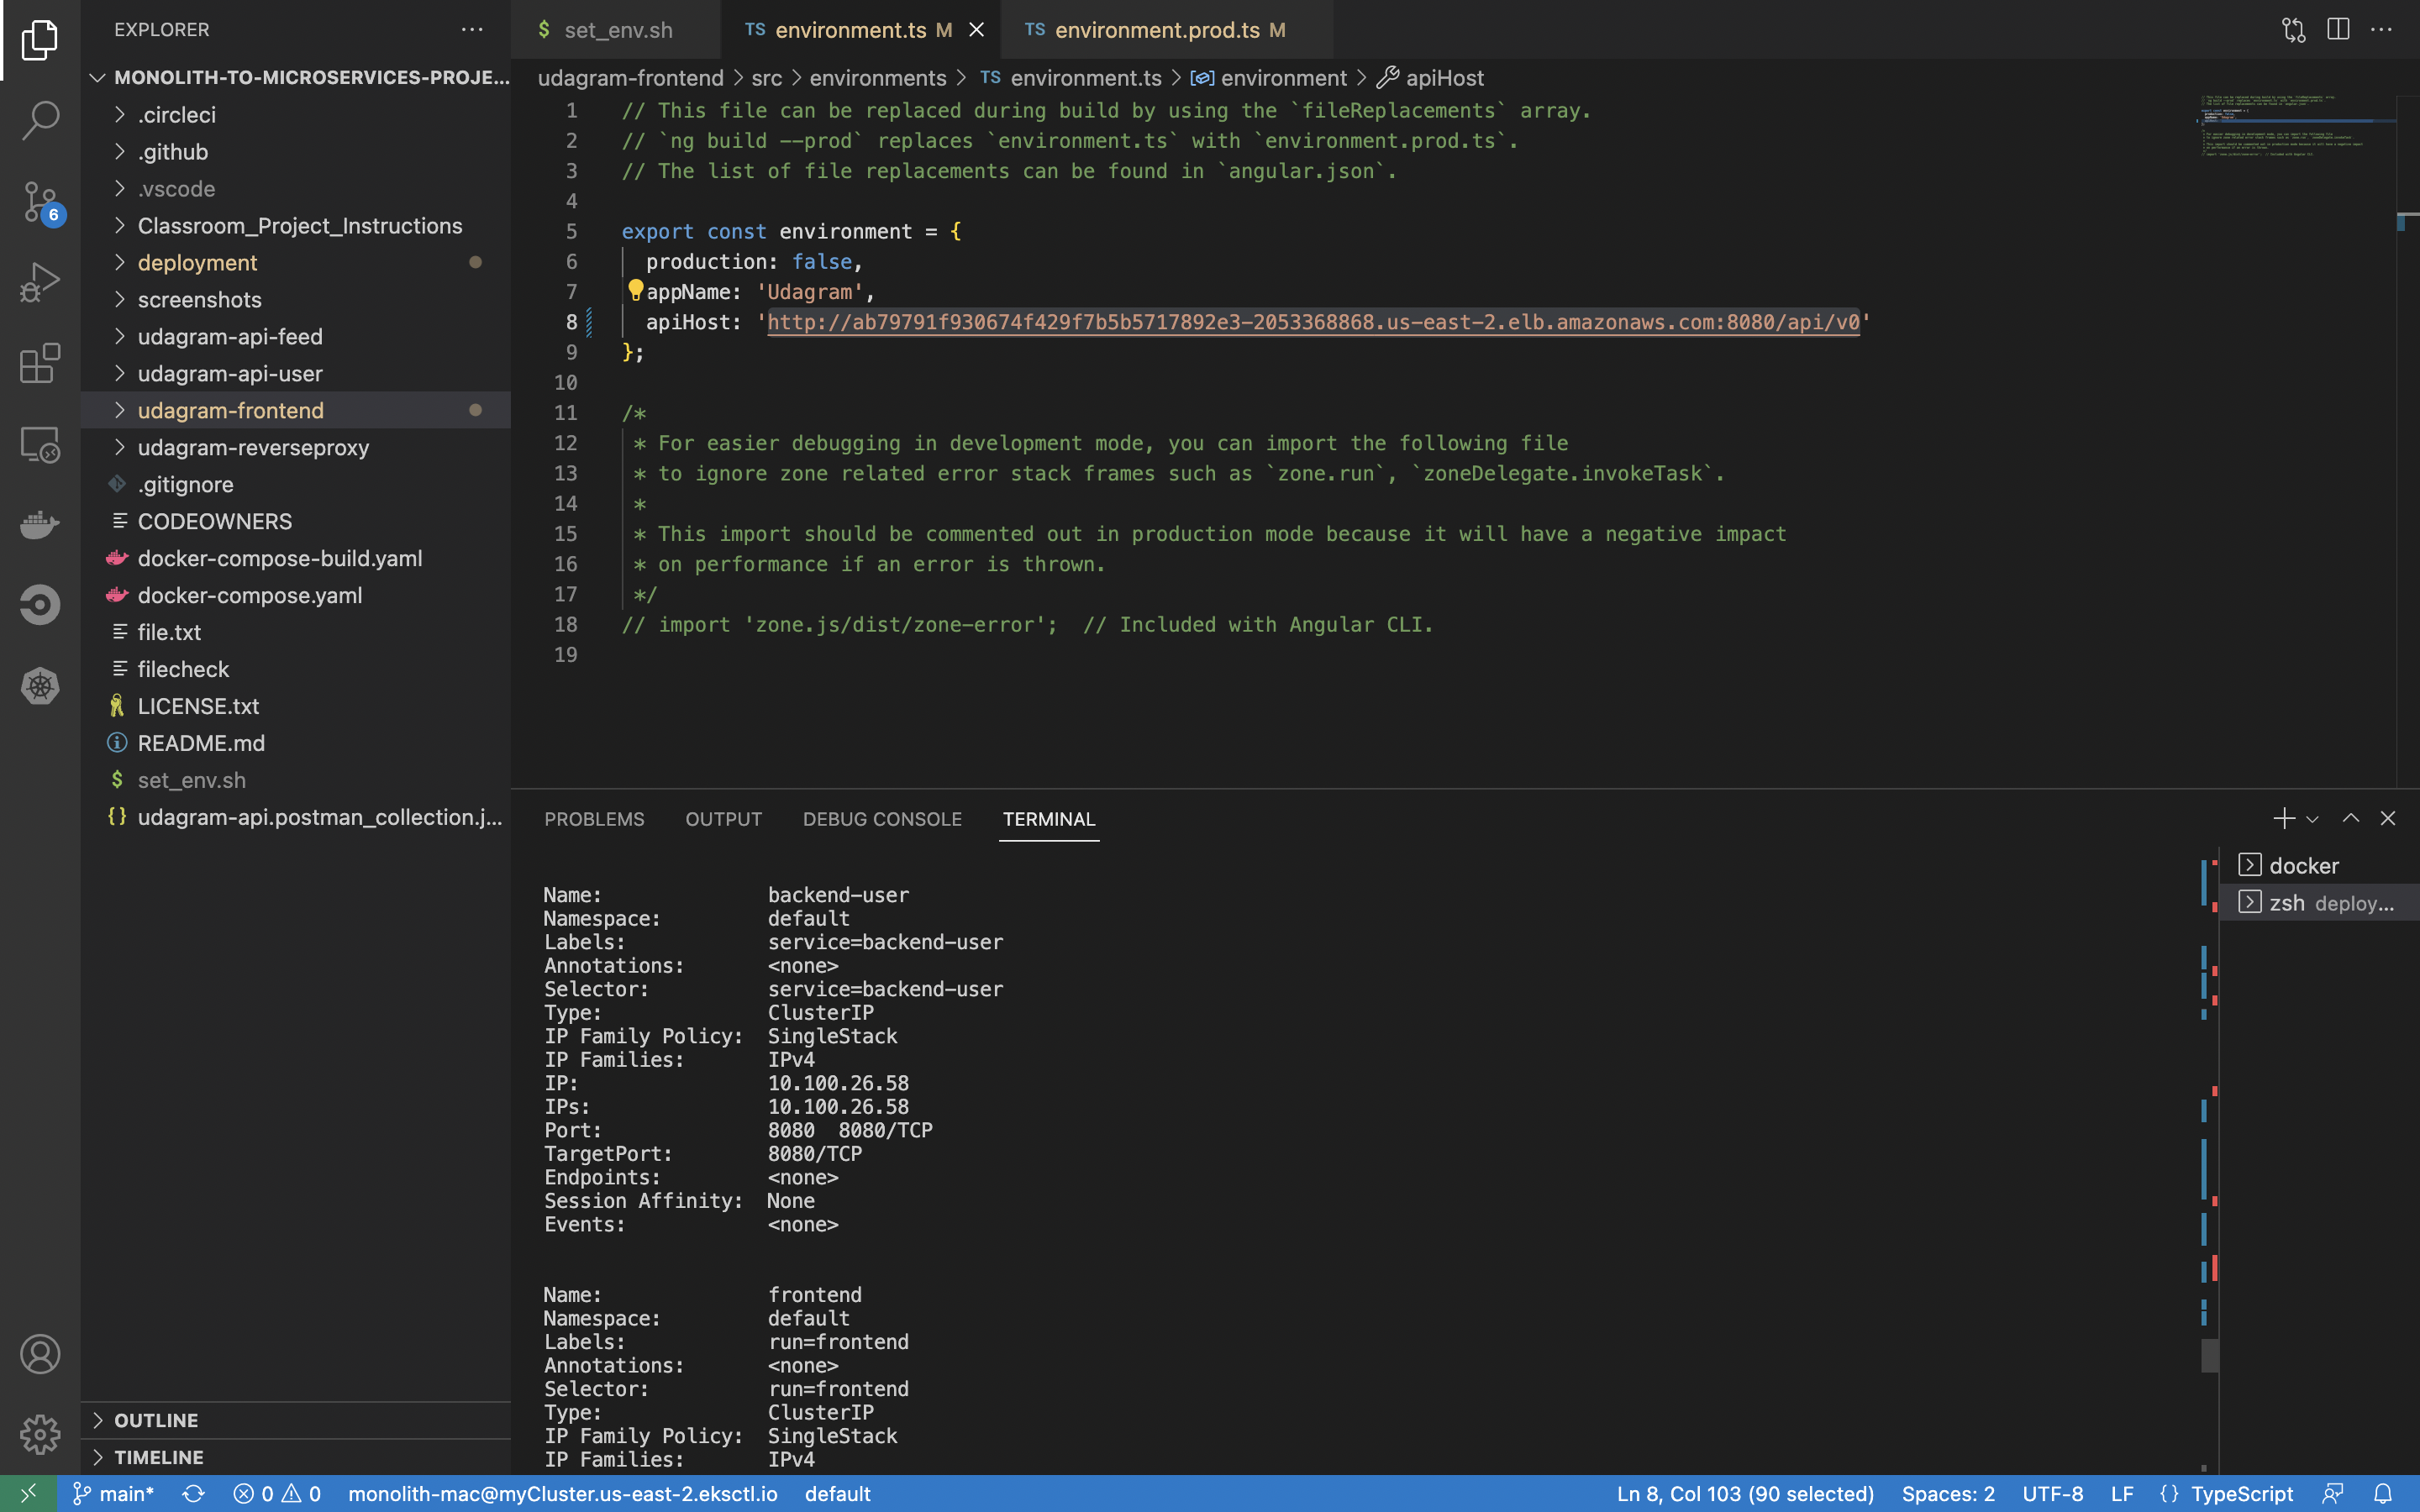 EXPLORER
MONOLITH-TO-MICROSERVICES-PROJE...
.circleci
.github
.vscode
Classroom_Project_Instructions
deployment
screenshots
udagram-api-feed
udagram-api-user
udagram-frontend
udagram-reverseproxy
.gitignore
CODEOWNERS
docker-compose-build.yaml
docker-compose.yaml
file.txt
filecheck
LICENSE.txt
README.md
$ set_env.sh
{} udagram-api.postman_collection.j...
OUTLINE
TIMELINE
6
$ set_env.sh
TS environment.ts M
TS environment.prod.ts M
udagram-frontend > src > environments > TS environment.ts > environment > apiHost
1 // This file can be replaced during build by using the `fileReplacements` array.
2 // `ng build --prod` replaces `environment.ts` with `environment.prod.ts`.
3 // The list of file replacements can be found in `angular.json`.
4
5 export const environment = {
6 production: false,
7 appName: 'Udagram',
8 apiHost: 'http://ab79791f930674f429f7b5b5717892e3-2053368868.us-east-2.elb.amazonaws.com:8080/api/v0'
9 };
10
11 /*
12 * For easier debugging in development mode, you can import the following file
13 * to ignore zone related error stack frames such as `zone.run`, `zoneDelegate.invokeTask`.
14 *
15 * This import should be commented out in production mode because it will have a negative impact
16 * on performance if an error is thrown.
17 */
18 // import 'zone.js/dist/zone-error';  // Included with Angular CLI.
19
PROBLEMS OUTPUT DEBUG CONSOLE TERMINAL
docker
zsh deploy...
Name: backend-user
Namespace: default
Labels: service=backend-user
Annotations: <none>
Selector: service=backend-user
Type: ClusterIP
IP Family Policy: SingleStack
IP Families: IPv4
IP: 10.100.26.58
IPs: 10.100.26.58
Port: 8080 8080/TCP
TargetPort: 8080/TCP
Endpoints: <none>
Session Affinity: None
Events: <none>
Name: frontend
Namespace: default
Labels: run=frontend
Annotations: <none>
Selector: run=frontend
Type: ClusterIP
IP Family Policy: SingleStack
IP Families: IPv4
main* 0 0 monolith-mac@myCluster.us-east-2.eksctl.io default Ln 8, Col 103 (90 selected) Spaces: 2 UTF-8 LF {} TypeScript